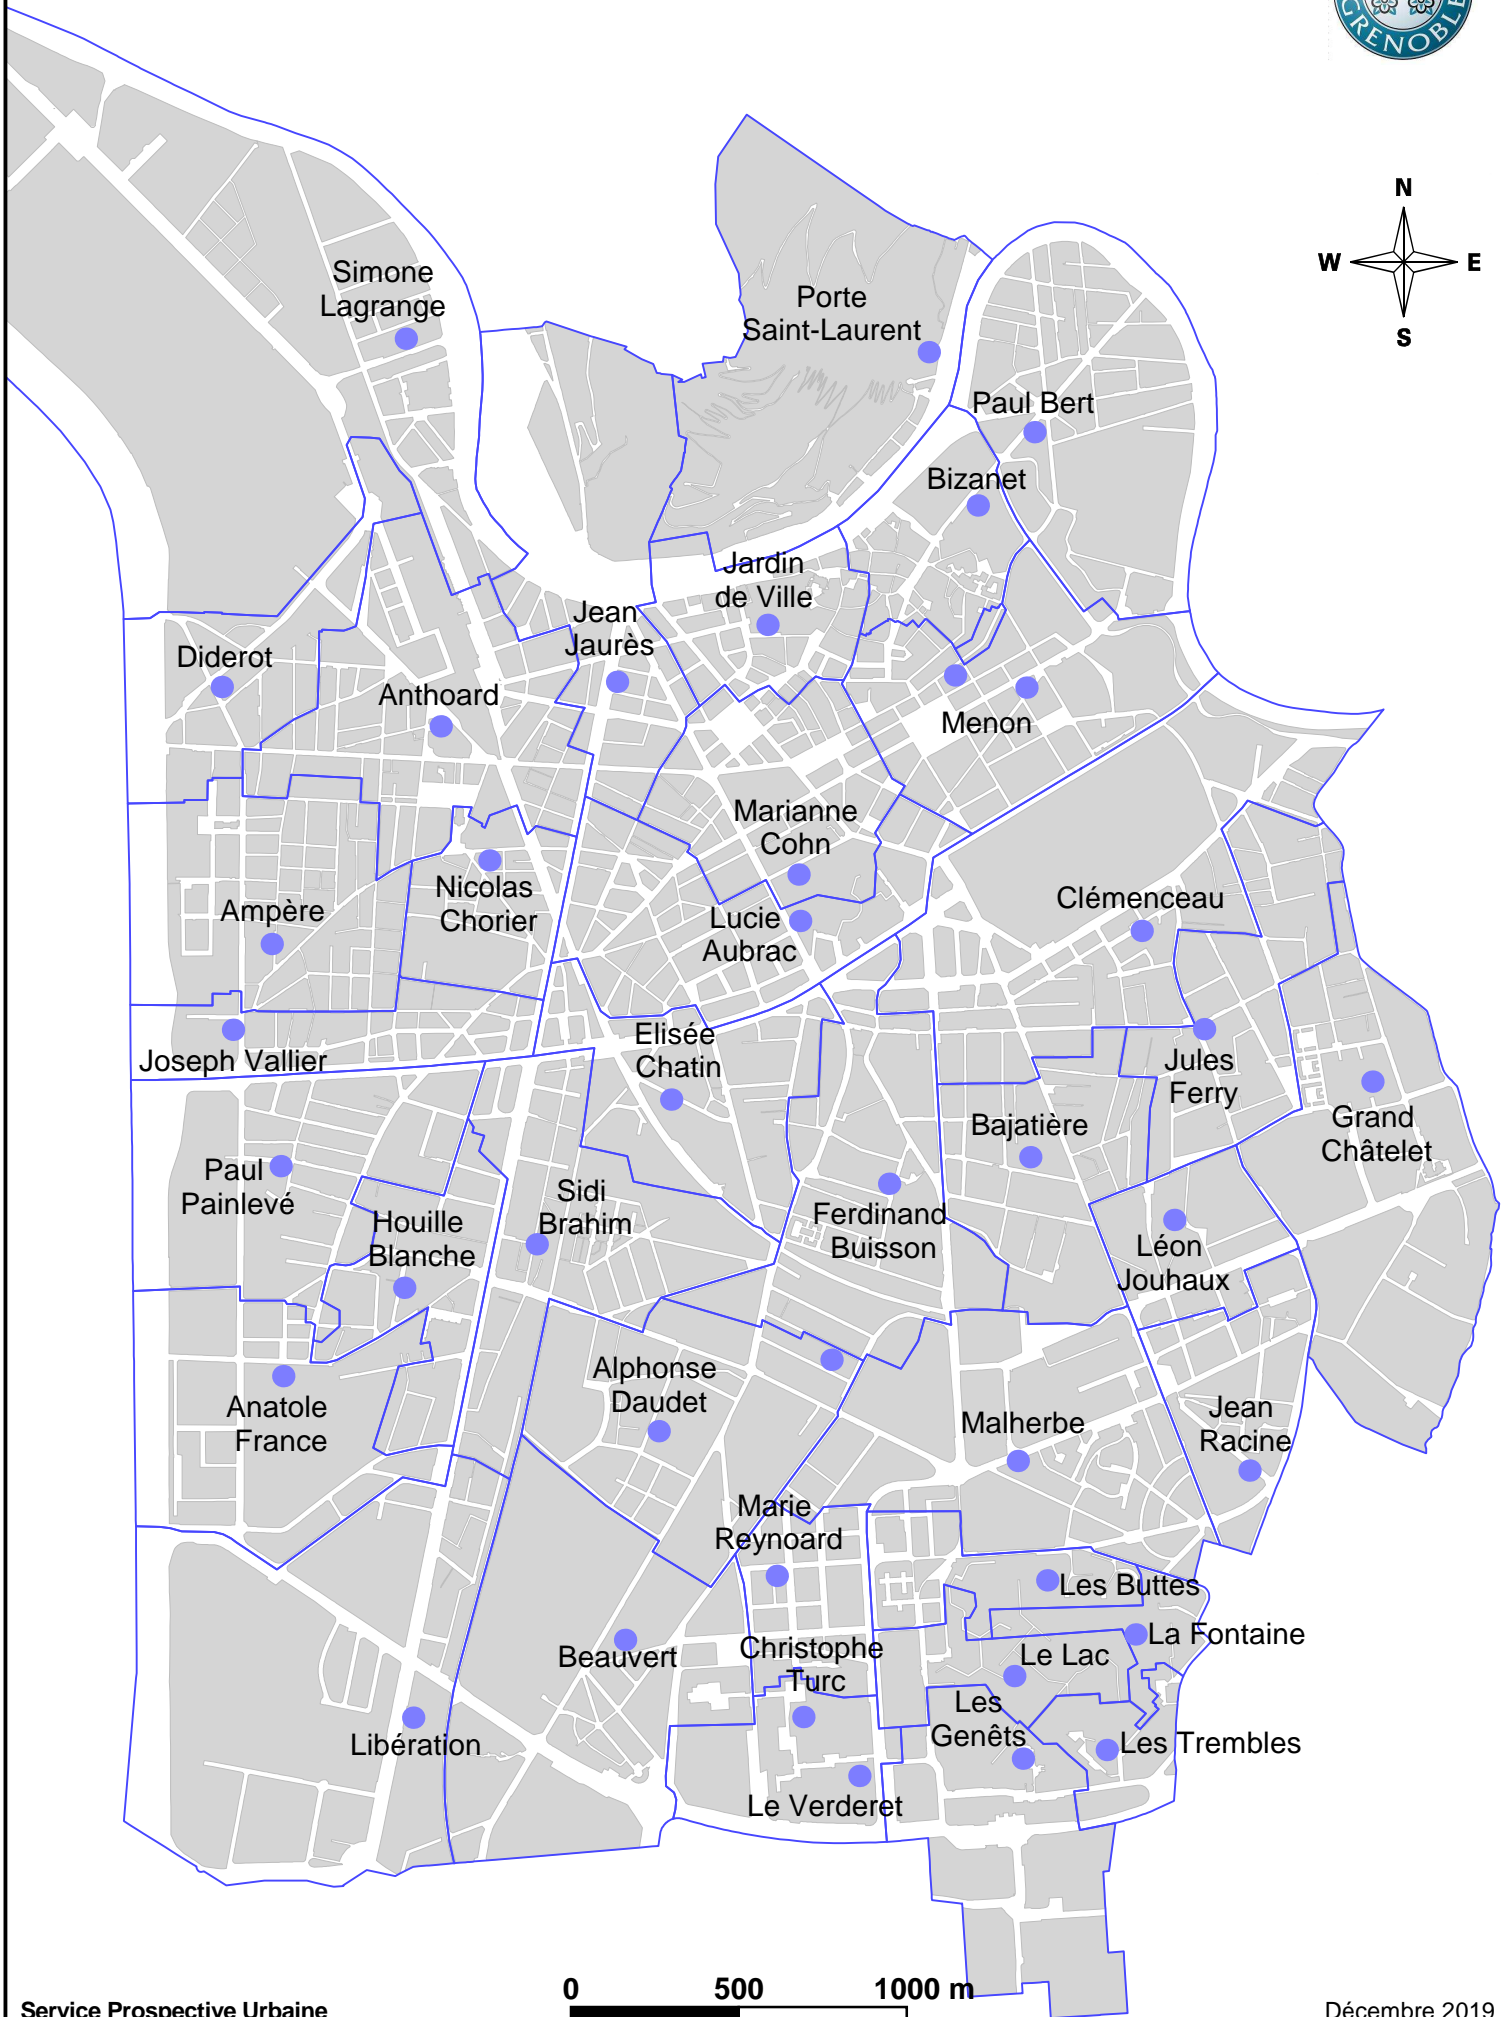 GRENOBLE
N
W E
S
Simone
Lagrange
Porte
Saint-Laurent
Paul Bert
Bizanet
Jardin
de Ville
Jean
Jaurès
Diderot
Anthoard
Menon
Marianne
Cohn
Nicolas
Chorier
Ampère
Lucie
Aubrac
Clémenceau
Elisée
Chatin
Joseph Vallier
Jules
Ferry
Grand
Châtelet
Bajatière
Paul
Painlevé
Sidi
Brahim
Houille
Blanche
Ferdinand
Buisson
Léon
Jouhaux
Alphonse
Daudet
Anatole
France
Malherbe
Jean
Racine
Marie
Reynoard
Les Buttes
La Fontaine
Beauvert
Christophe
Turc
Le Lac
Les
Genêts
Libération
Les Trembles
Le Verderet
0 500 1000 m
Service Prospective Urbaine
Décembre 2019